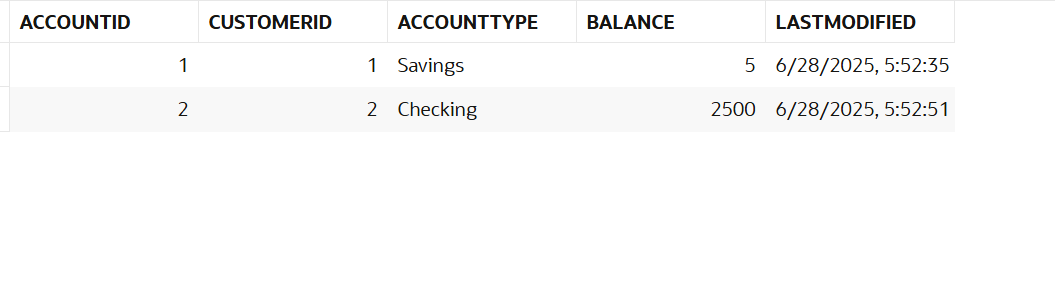 ACCOUNTID CUSTOMERID ACCOUNTTYPE BALANCE LASTMODIFIED
1 1 Savings 5 6/28/2025, 5:52:35
2 2 Checking 2500 6/28/2025, 5:52:51